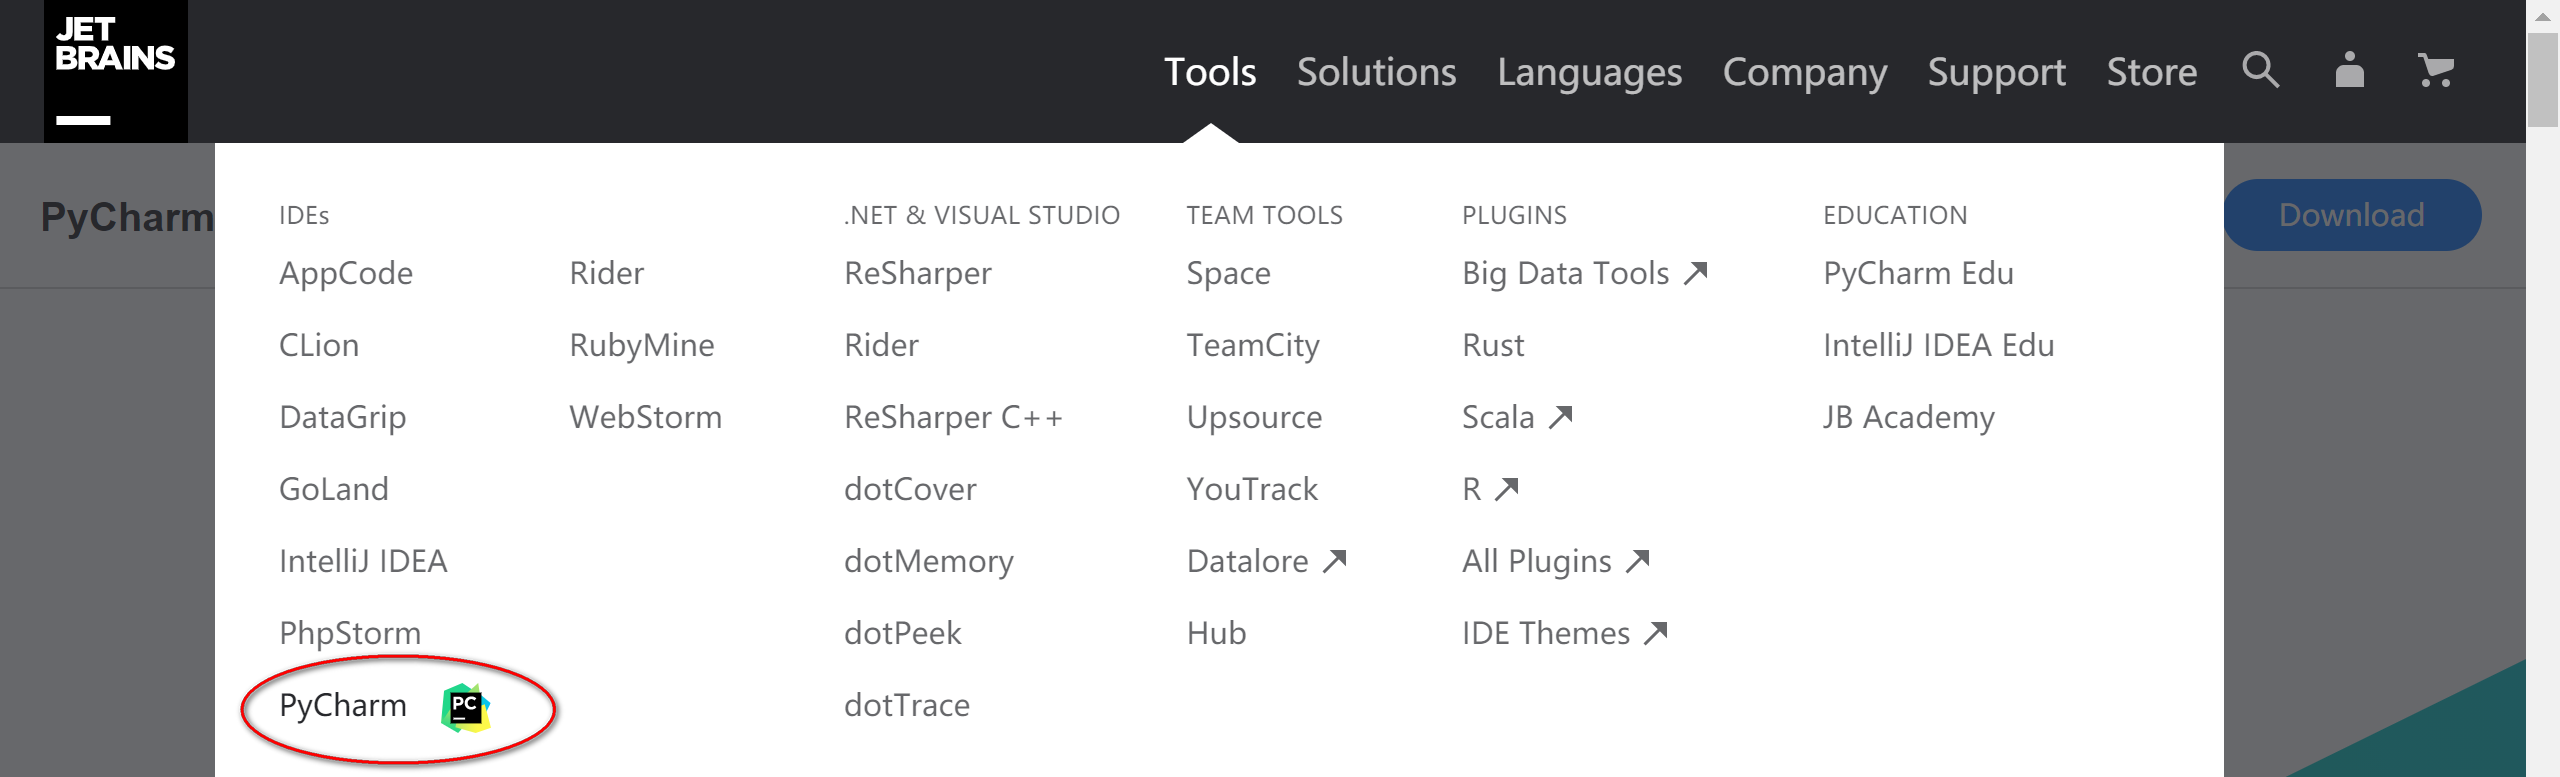 JET
BRAINS
Tools Solutions Languages Company Support Store
PyCharm
Download
IDEs
AppCode
CLion
DataGrip
GoLand
IntelliJ IDEA
PhpStorm
PyCharm PC
Rider
RubyMine
WebStorm
.NET & VISUAL STUDIO
ReSharper
Rider
ReSharper C++
dotCover
dotMemory
dotPeek
dotTrace
TEAM TOOLS
Space
TeamCity
Upsource
YouTrack
Datalore
Hub
PLUGINS
Big Data Tools
Rust
Scala
R
All Plugins
IDE Themes
EDUCATION
PyCharm Edu
IntelliJ IDEA Edu
JB Academy